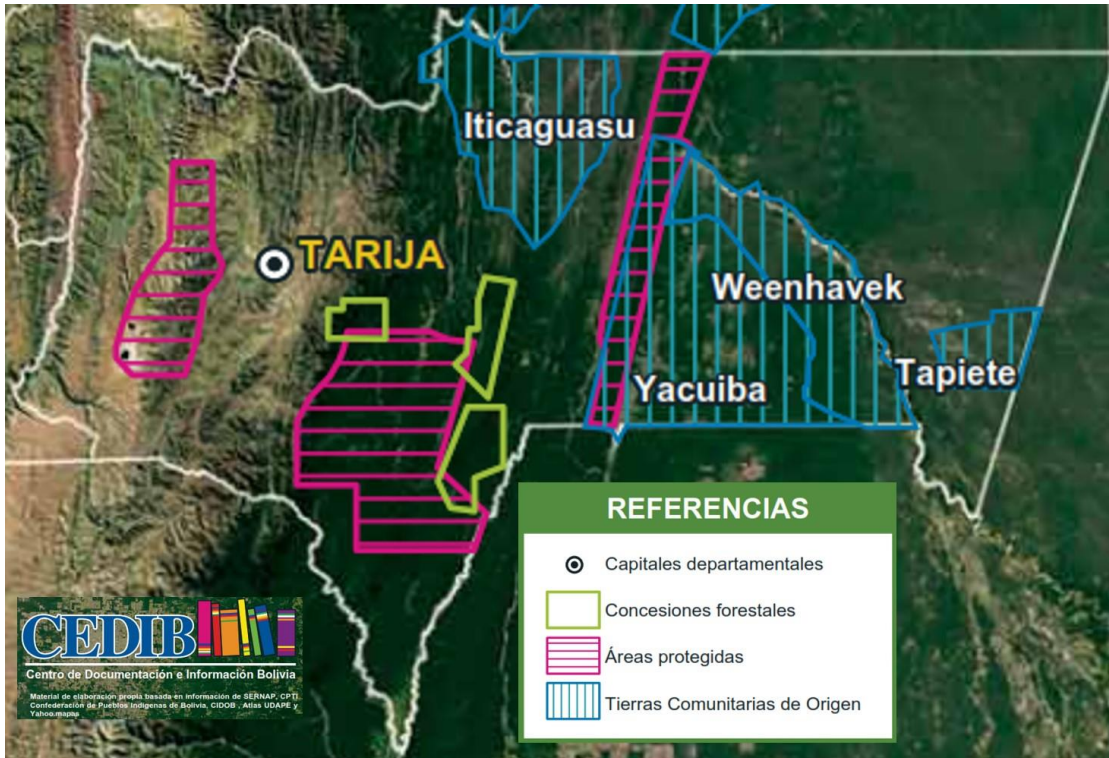 Iticaguasu
TARIJA
Weenhavek
Tapiete
Yacuiba
REFERENCIAS
Capitales departamentales
Concesiones forestales
Áreas protegidas
Tierras Comunitarias de Origen
CEDIB
Centro de Documentación e Información Bolivia
Material de elaboración propia basada en información de SERNAP, CPTI
Confederación de Pueblos Indígenas de Bolivia, CIDOB , Atlas UDAPE y
Yahoo.mapas